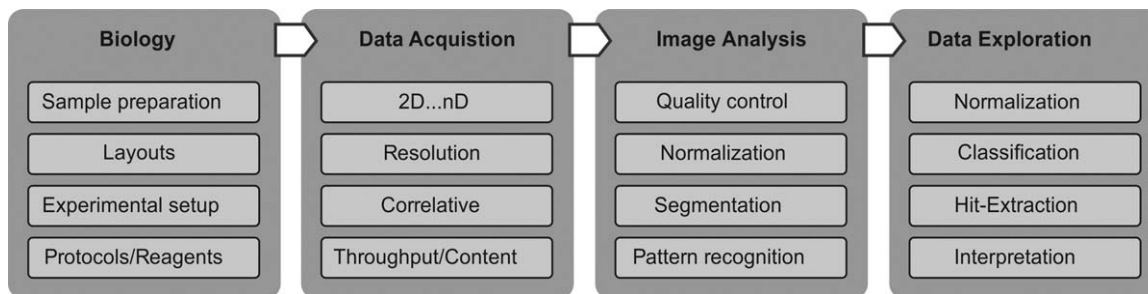 Biology
Sample preparation
Layouts
Experimental setup
Protocols/Reagents
Data Acquistion
2D...nD
Resolution
Correlative
Throughput/Content
Image Analysis
Quality control
Normalization
Segmentation
Pattern recognition
Data Exploration
Normalization
Classification
Hit-Extraction
Interpretation